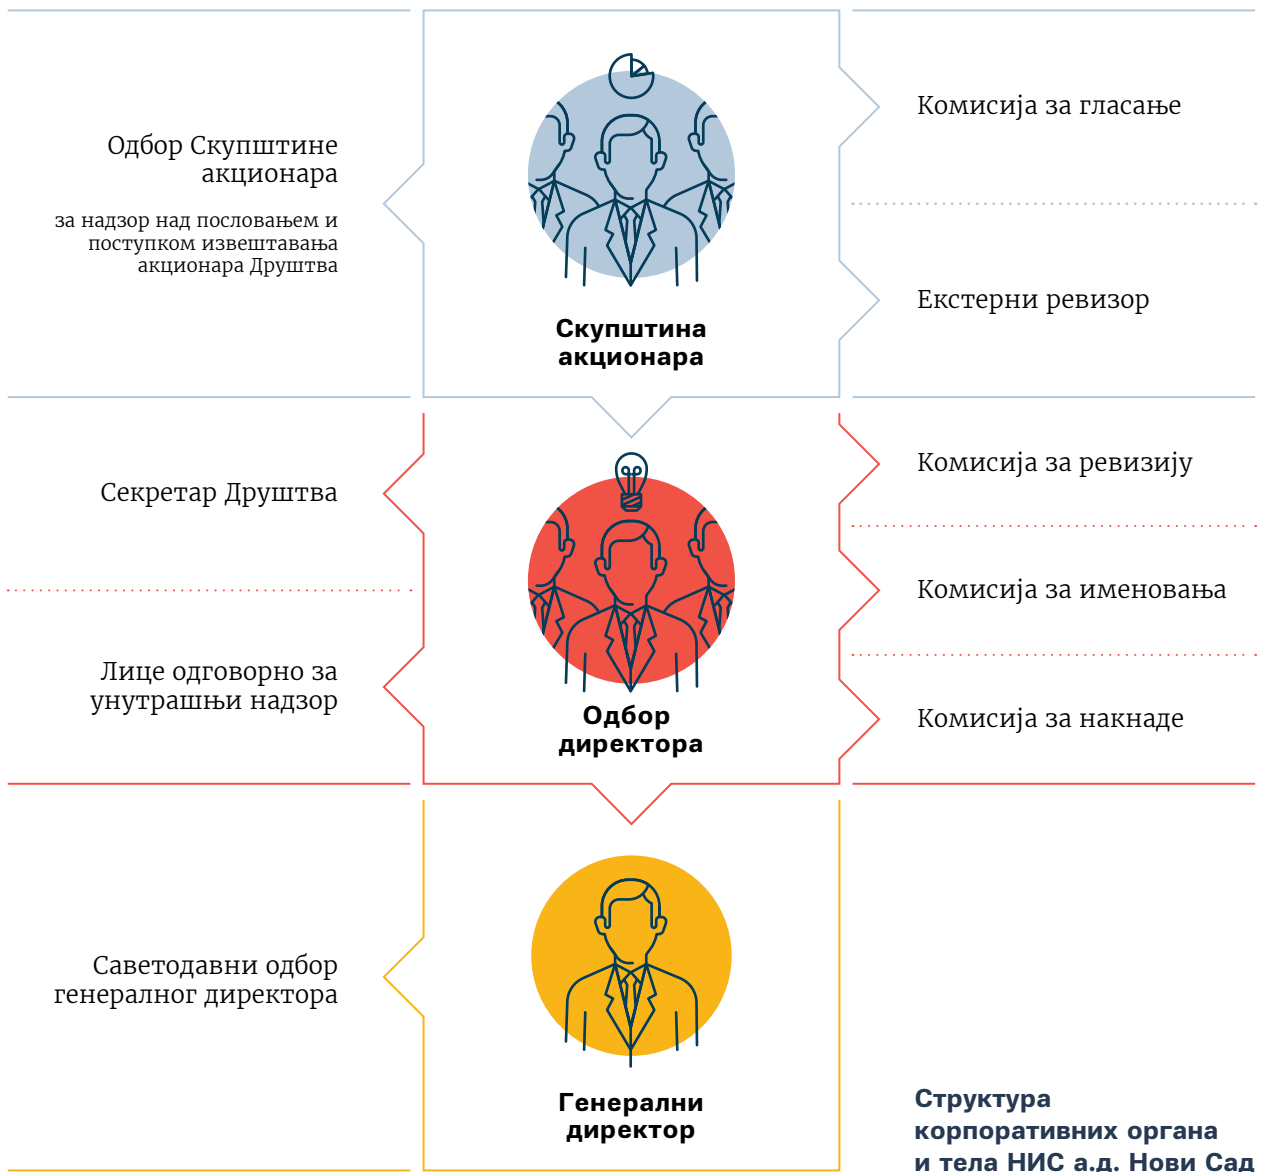 Одбор Скупштине
акционара
за надзор над пословањем и
поступком извештавања
акционара Друштва
Скупштина
акционара
Комисија за гласање
Екстерни ревизор
Секретар Друштва
Лице одговорно за
унутрашњи надзор
Одбор
директора
Комисија за ревизију
Комисија за именовања
Комисија за накнаде
Саветодавни одбор
генералног директора
Генерални
директор
Структура
корпоративних органа
и тела НИС а.д. Нови Сад